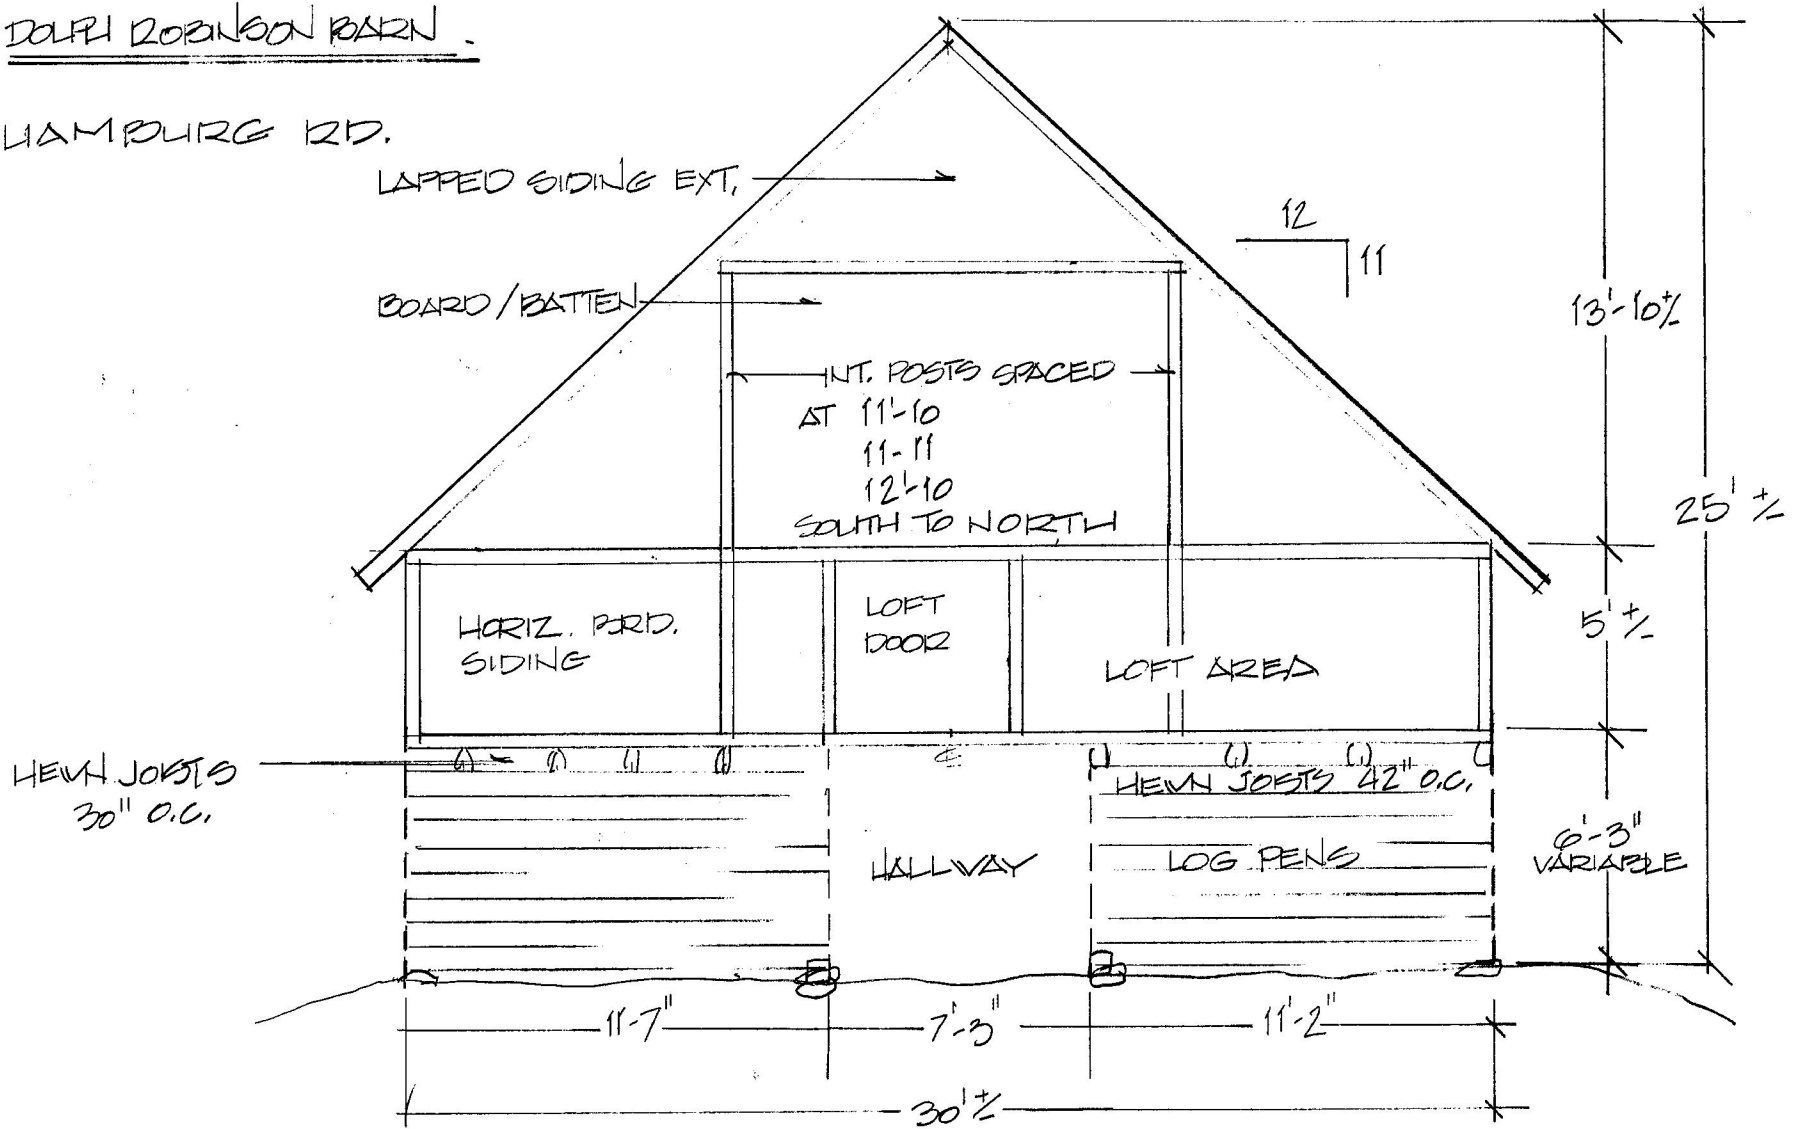 DOLPH ROBINSON BARN.
HAMBURG RD.
LAPPED SIDING EXT.
12
11
BOARD/BATTEN
13'-10±
INT. POSTS SPACED
AT 11'-10
11-11
12'-10
SOUTH TO NORTH
25' ±
HORIZ. BRD.
SIDING
LOFT
DOOR
LOFT AREA
5' ±
HEWN JOISTS
30" O.C.
HEWN JOISTS 42" O.C.
HALLWAY
LOG PENS
6'-3"
VARIABLE
11'-7"
7'-3"
11'-2"
30' ±